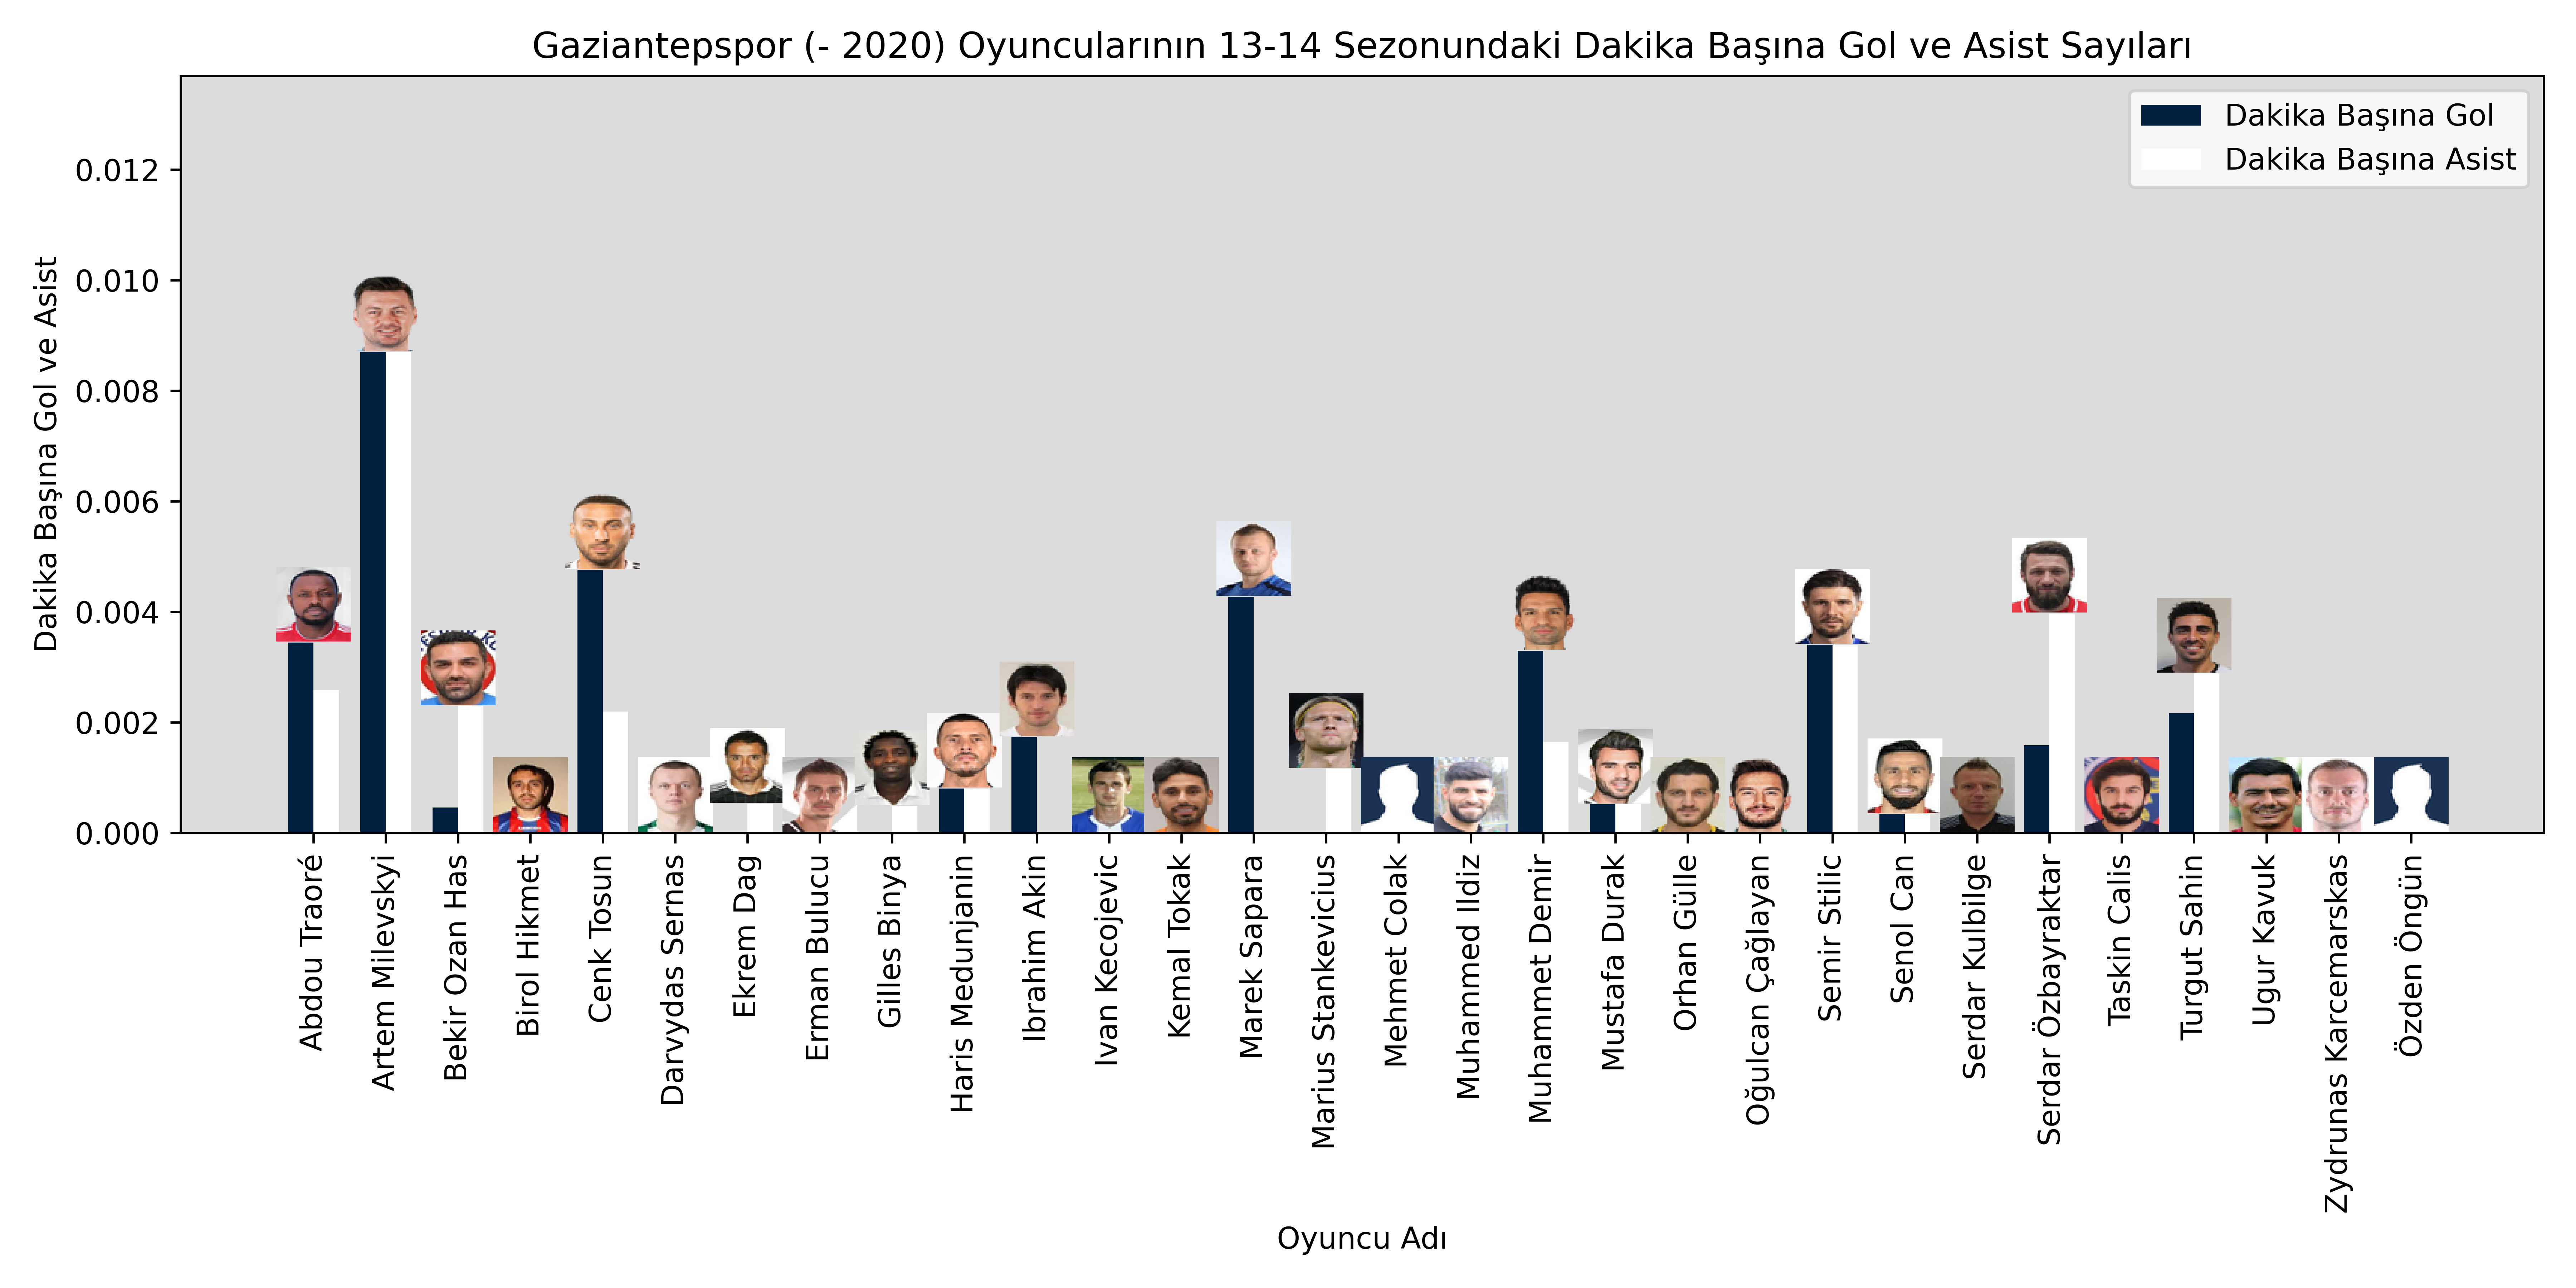 Gaziantepspor (- 2020) Oyuncularının 13-14 Sezonundaki Dakika Başına Gol ve Asist Sayıları
Dakika Başına Gol
Dakika Başına Asist
Dakika Başına Gol ve Asist
0.012
0.010
0.008
0.006
0.004
0.002
0.000
Abdou Traoré
Artem Milevskyi
Bekir Ozan Has
Birol Hikmet
Cenk Tosun
Darvydas Sernas
Ekrem Dag
Erman Bulucu
Gilles Binya
Haris Medunjanin
Ibrahim Akin
Ivan Kecojevic
Kemal Tokak
Marek Sapara
Marius Stankevicius
Mehmet Colak
Muhammed Ildiz
Muhammet Demir
Mustafa Durak
Orhan Gülle
Oğulcan Çağlayan
Semir Stilic
Senol Can
Serdar Kulbilge
Serdar Özbayraktar
Taskin Calis
Turgut Sahin
Ugur Kavuk
Zydrunas Karcemarskas
Özden Öngün
Oyuncu Adı